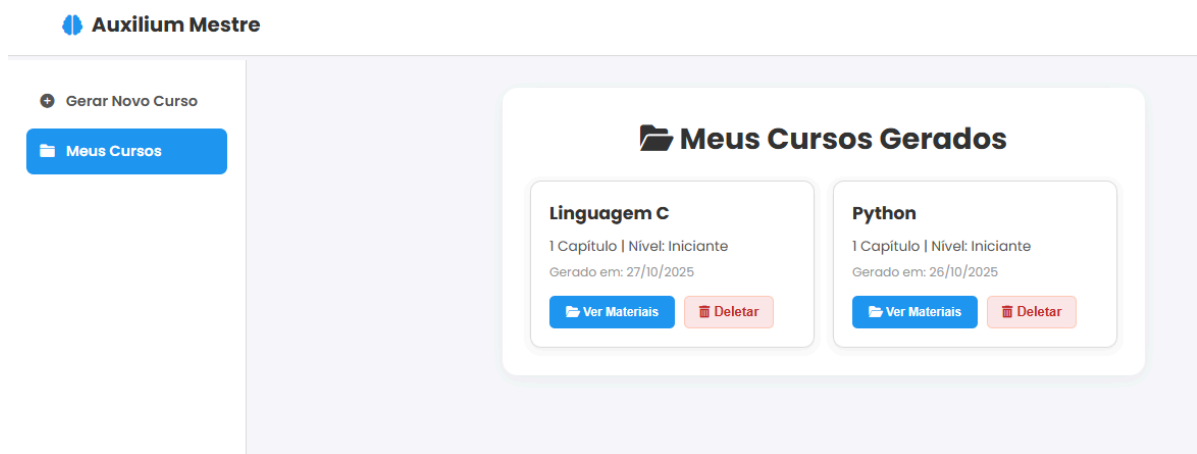 Auxilium Mestre
Gerar Novo Curso
Meus Cursos
Meus Cursos Gerados
Linguagem C
1 Capítulo | Nível: Iniciante
Gerado em: 27/10/2025
Ver Materiais
Deletar
Python
1 Capítulo | Nível: Iniciante
Gerado em: 26/10/2025
Ver Materiais
Deletar